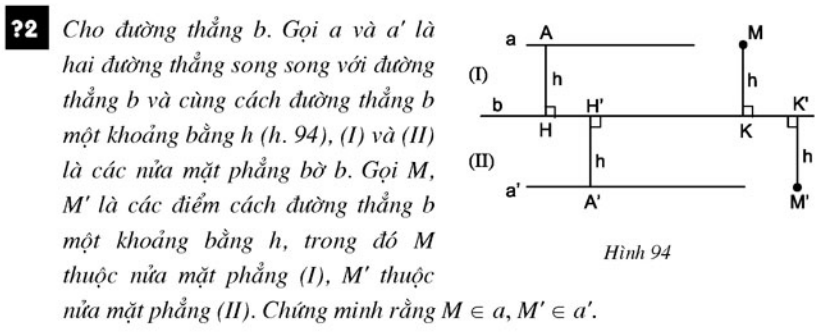 ?2 Cho đường thẳng b. Gọi a và a' là
hai đường thẳng song song với đường
thẳng b và cùng cách đường thẳng b
một khoảng bằng h (h. 94), (I) và (II)
là các nửa mặt phẳng bờ b. Gọi M,
M' là các điểm cách đường thẳng b
một khoảng bằng h, trong đó M
thuộc nửa mặt phẳng (I), M' thuộc
nửa mặt phẳng (II). Chứng minh rằng M ∈ a, M' ∈ a'.
a A M
(I) h h
b H' K'
H K
(II) h h
a' A' M'
Hình 94